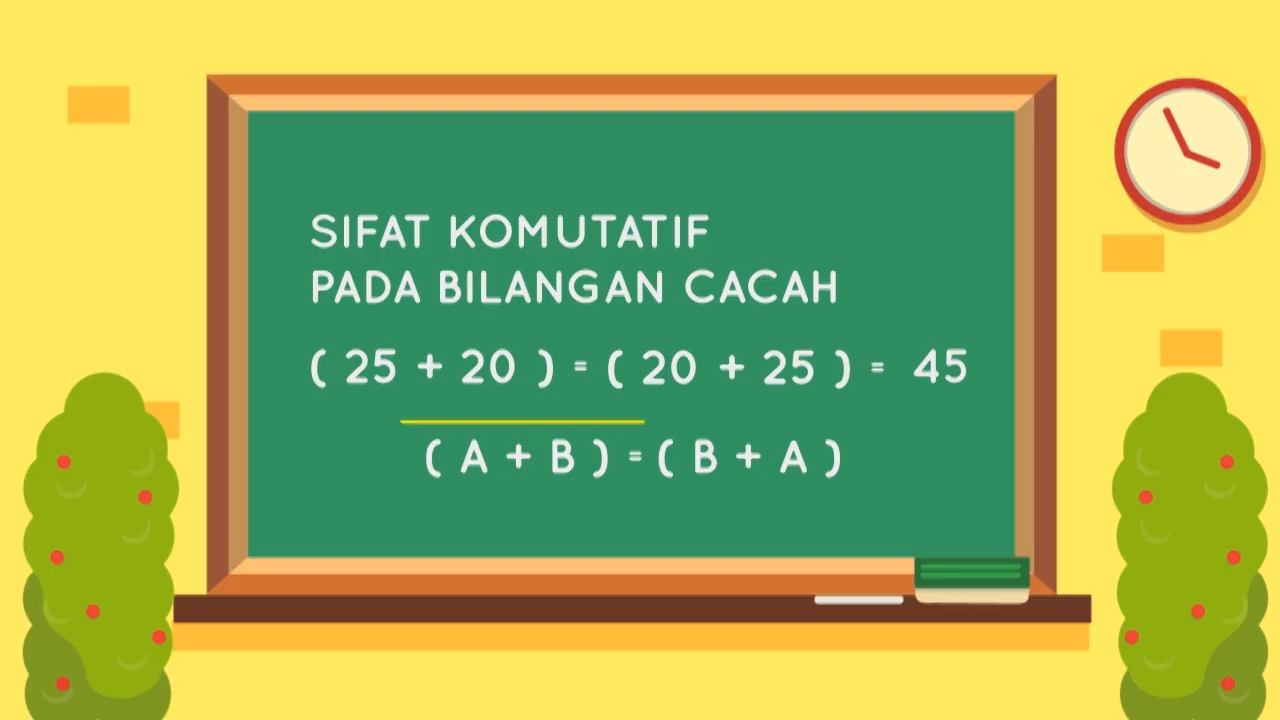 SIFAT KOMUTATIF
PADA BILANGAN CACAH
( 25 + 20 ) = ( 20 + 25 ) = 45
( A + B ) = ( B + A )